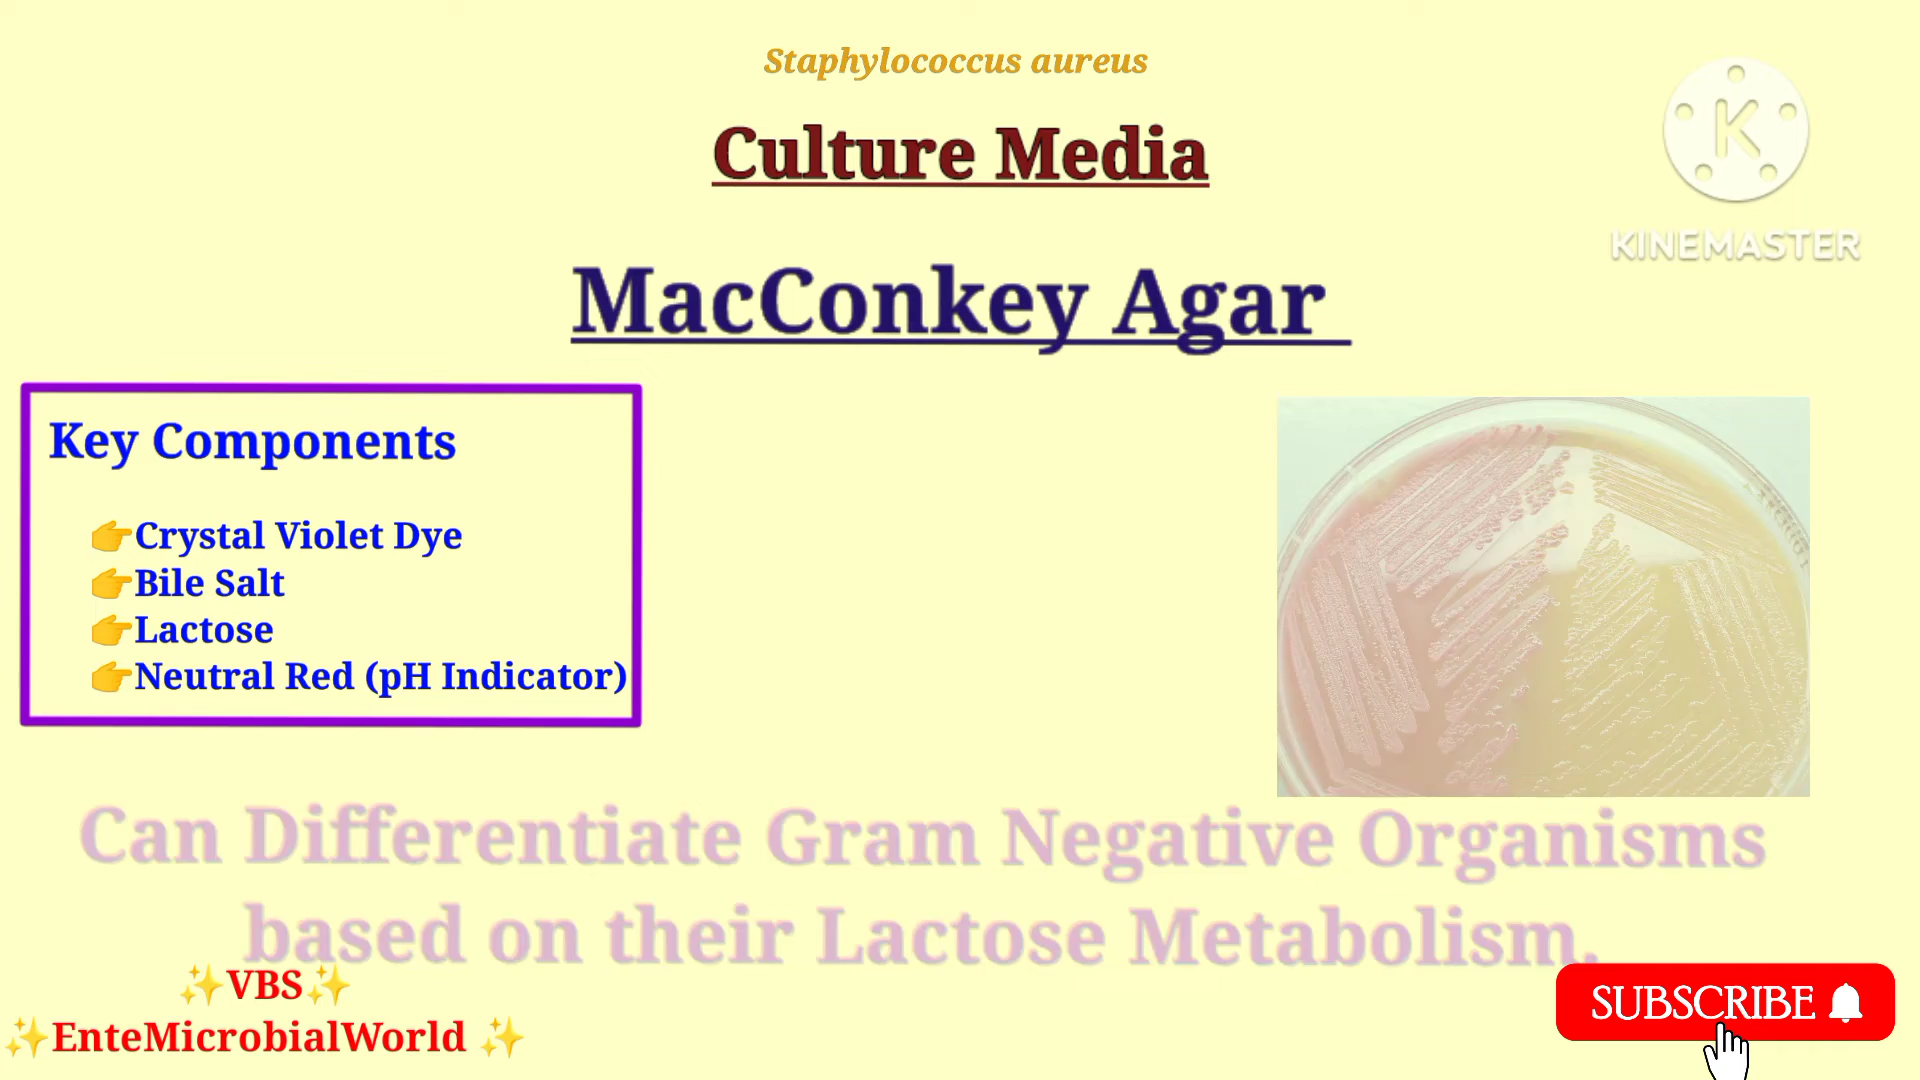 Staphylococcus aureus
Culture Media
K
KINEMASTER
MacConkey Agar
Key Components
👉Crystal Violet Dye
👉Bile Salt
👉Lactose
👉Neutral Red (pH Indicator)
Can Differentiate Gram Negative Organisms
based on their Lactose Metabolism.
✨VBS✨
✨EnteMicrobialWorld ✨
SUBSCRIBE